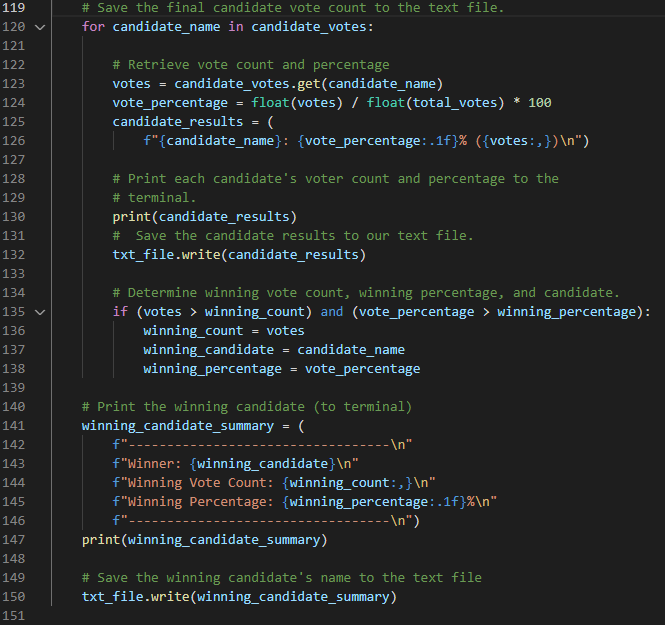 119 # Save the final candidate vote count to the text file.
120 for candidate_name in candidate_votes:
121
122 # Retrieve vote count and percentage
123 votes = candidate_votes.get(candidate_name)
124 vote_percentage = float(votes) / float(total_votes) * 100
125 candidate_results = (
126 f"{candidate_name}: {vote_percentage:.1f}% ({votes:,})\n")
127
128 # Print each candidate's voter count and percentage to the
129 # terminal.
130 print(candidate_results)
131 #  Save the candidate results to our text file.
132 txt_file.write(candidate_results)
133
134 # Determine winning vote count, winning percentage, and candidate.
135 if (votes > winning_count) and (vote_percentage > winning_percentage):
136 winning_count = votes
137 winning_candidate = candidate_name
138 winning_percentage = vote_percentage
139
140 # Print the winning candidate (to terminal)
141 winning_candidate_summary = (
142 f"----------------------------------\n"
143 f"Winner: {winning_candidate}\n"
144 f"Winning Vote Count: {winning_count:,}\n"
145 f"Winning Percentage: {winning_percentage:.1f}%\n"
146 f"----------------------------------\n")
147 print(winning_candidate_summary)
148
149 # Save the winning candidate's name to the text file
150 txt_file.write(winning_candidate_summary)
151